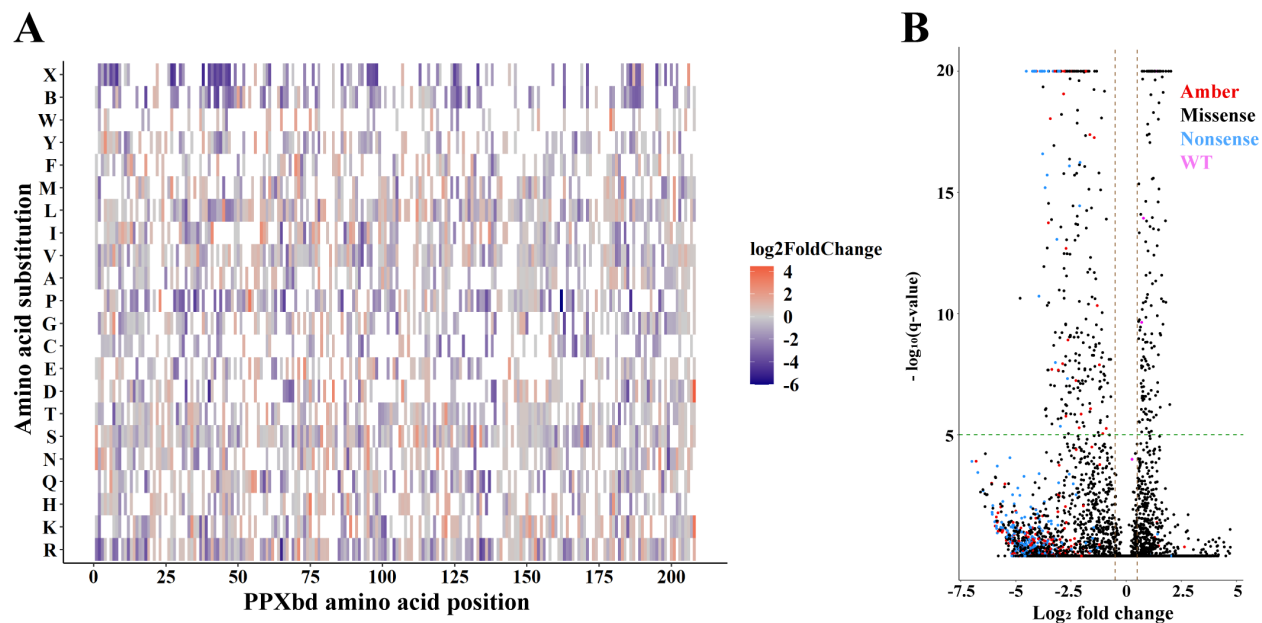 A
Amino acid substitution
X
B
W
Y
F
M
L
I
V
A
P
G
C
E
D
T
S
N
Q
H
K
R
0 25 50 75 100 125 150 175 200
PPXbd amino acid position
log2FoldChange
4
2
0
-2
-4
-6
B
- log₁₀(q-value)
20
15
10
5
Amber
Missense
Nonsense
WT
-7.5 -5 -2.5 0 2.5 5
Log₂ fold change